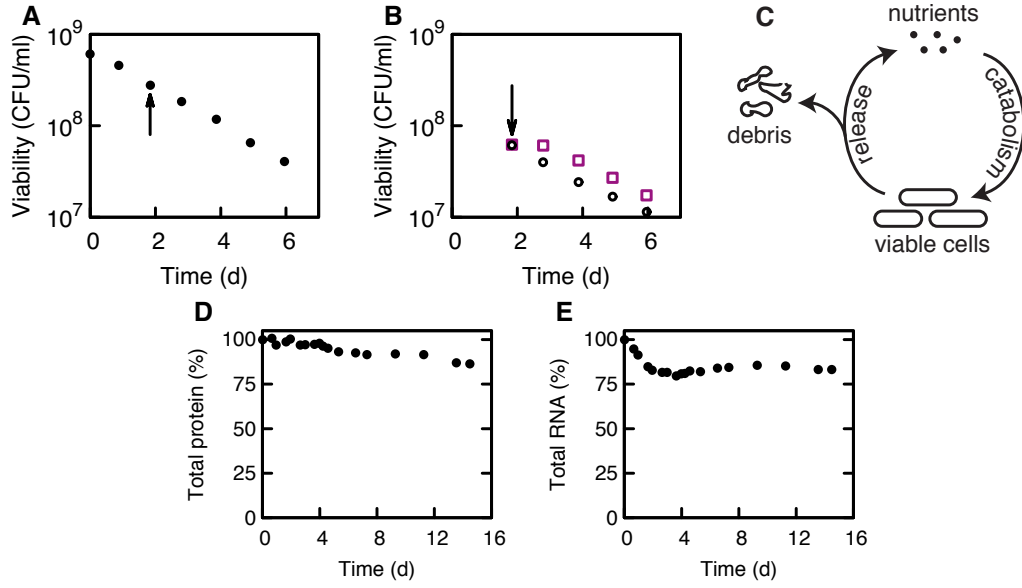 A
Viability (CFU/ml)
10⁹
10⁸
10⁷
0 2 4 6
Time (d)
B
Viability (CFU/ml)
10⁹
10⁸
10⁷
0 2 4 6
Time (d)
C
nutrients
debris
release
catabolism
viable cells
D
Total protein (%)
100
75
50
25
0
0 4 8 12 16
Time (d)
E
Total RNA (%)
100
75
50
25
0
0 4 8 12 16
Time (d)